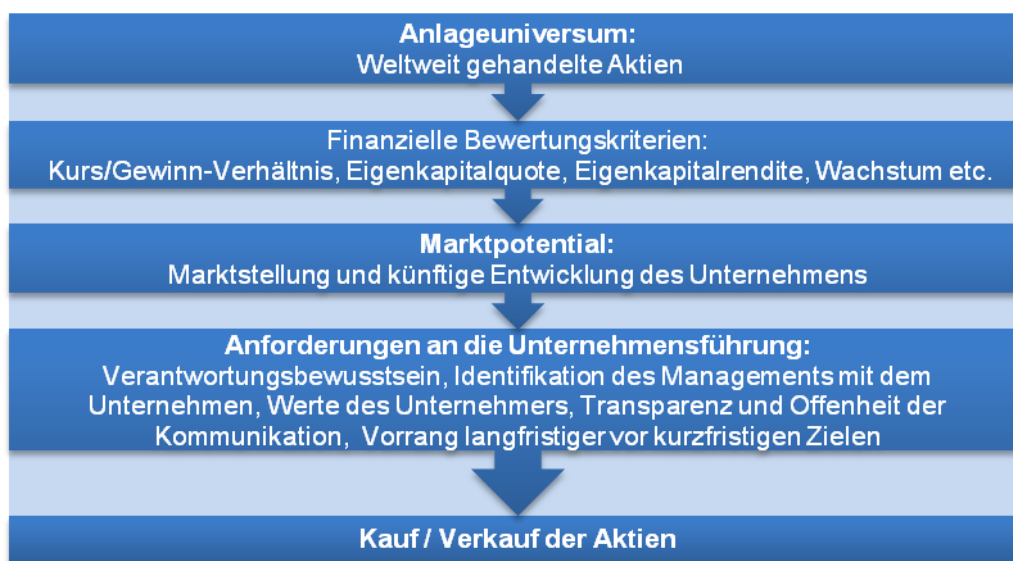 Anlageuniversum:
Weltweit gehandelte Aktien
Finanzielle Bewertungskriterien:
Kurs/Gewinn-Verhältnis, Eigenkapitalquote, Eigenkapitalrendite, Wachstum etc.
Marktpotential:
Marktstellung und künftige Entwicklung des Unternehmens
Anforderungen an die Unternehmensführung:
Verantwortungsbewusstsein, Identifikation des Managements mit dem
Unternehmen, Werte des Unternehmers, Transparenz und Offenheit der
Kommunikation, Vorrang langfristiger vor kurzfristigen Zielen
Kauf / Verkauf der Aktien